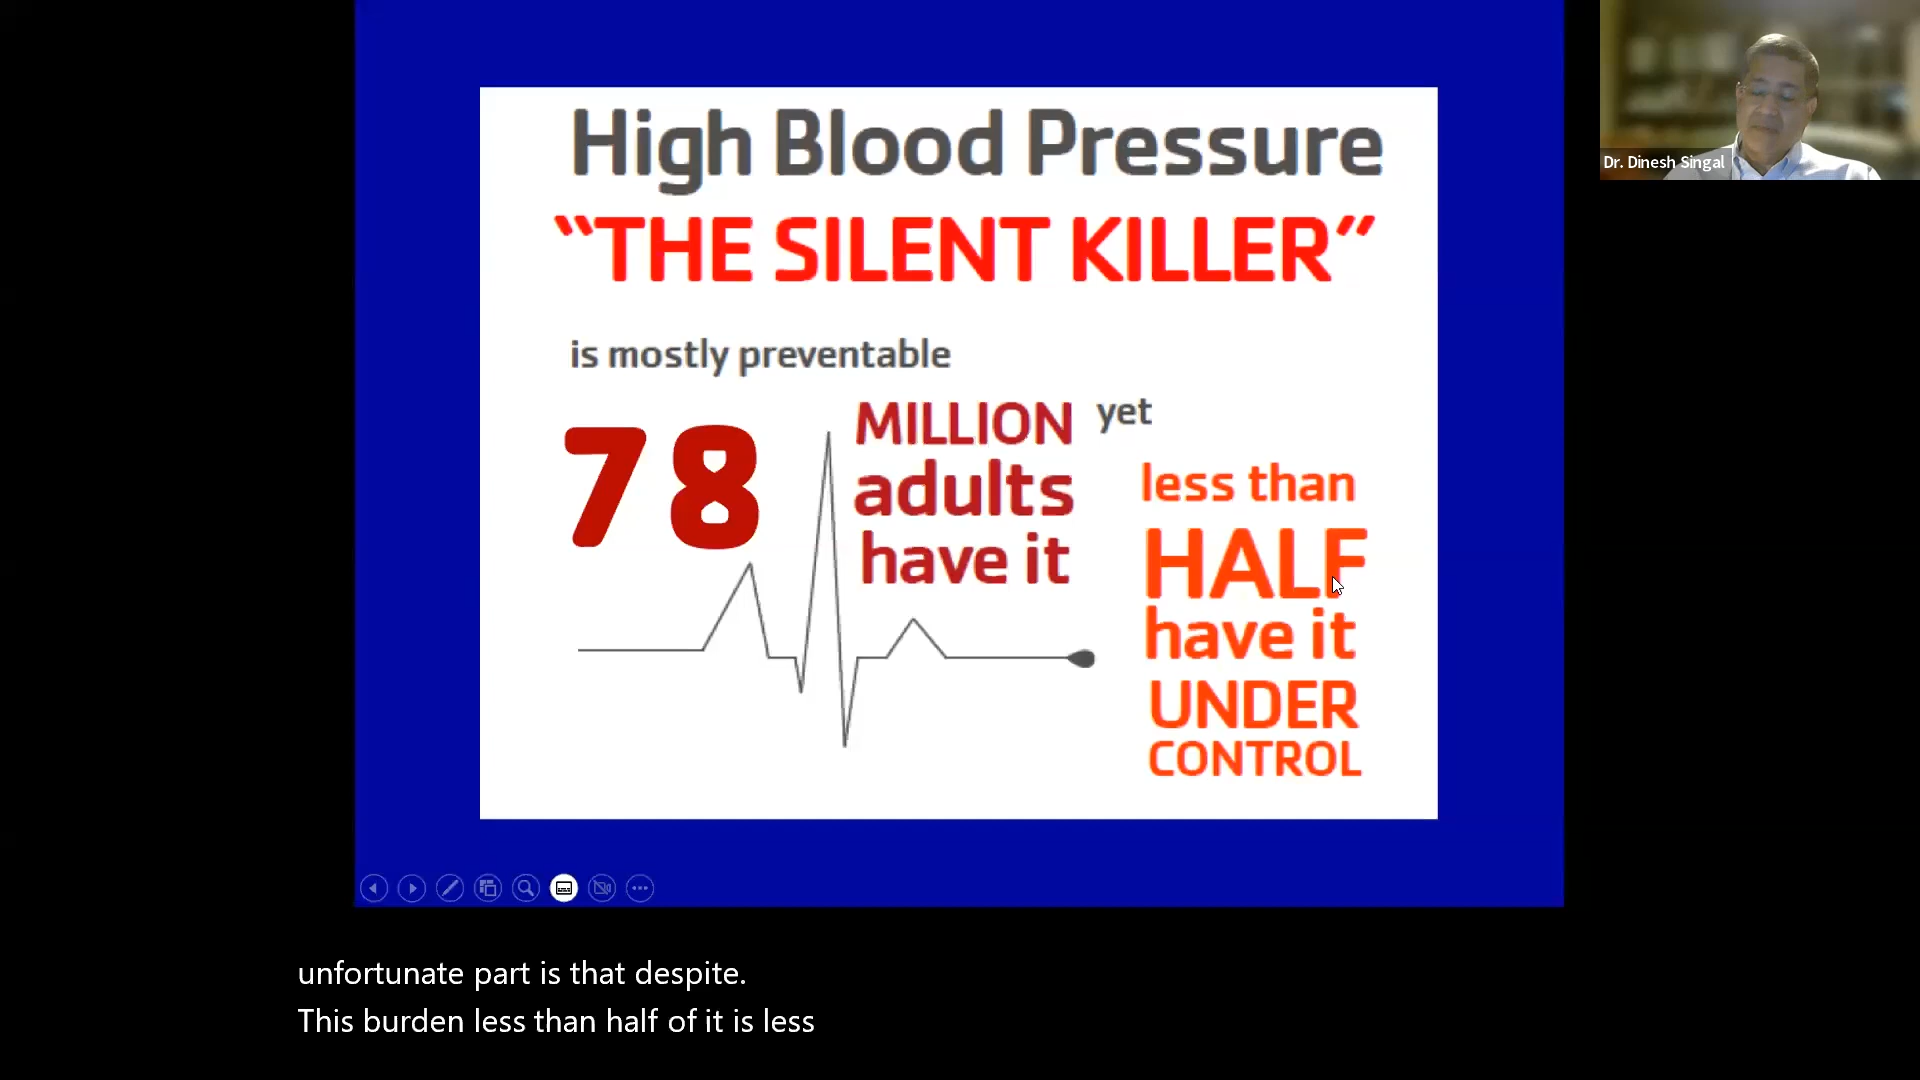 High Blood Pressure
“THE SILENT KILLER”
is mostly preventable
78
MILLION
adults
have it
yet
less than
HALF
have it
UNDER
CONTROL
Dr. Dinesh Singal
unfortunate part is that despite.
This burden less than half of it is less